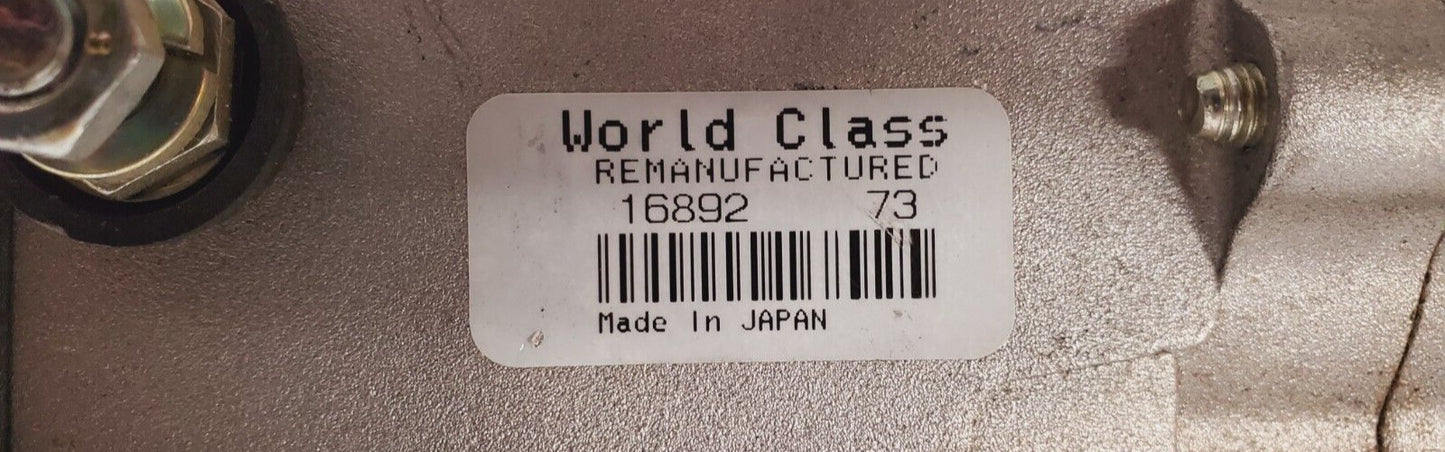 World Class
REMANUFACTURED
16892 73
Made In JAPAN